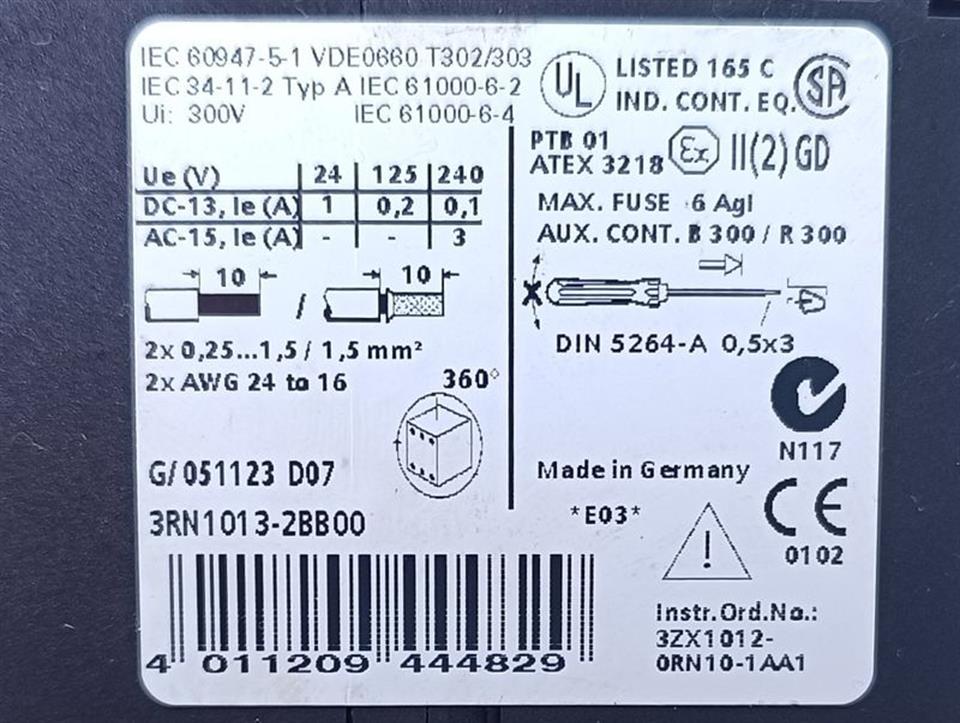 IEC 60947-5-1 VDE0660 T302/303
IEC 34-11-2 Typ A IEC 61000-6-2
Ui: 300V IEC 61000-6-4
Ue (V) 24 125 240
DC-13, Ie (A) 1 0,2 0,1
AC-15, Ie (A) - - 3
10 / 10
2x 0,25...1,5 / 1,5 mm²
2x AWG 24 to 16
360°
G/051123 D07
3RN1013-2BB00
4 011209 444829
UL LISTED 165 C SA
IND. CONT. EQ.
PTB 01
ATEX 3218 Ex II(2) GD
MAX. FUSE 6 Agl
AUX. CONT. B 300 / R 300
DIN 5264-A 0,5x3
N117
Made in Germany
*E03*
CE
0102
!
Instr.Ord.No.:
3ZX1012-
0RN10-1AA1